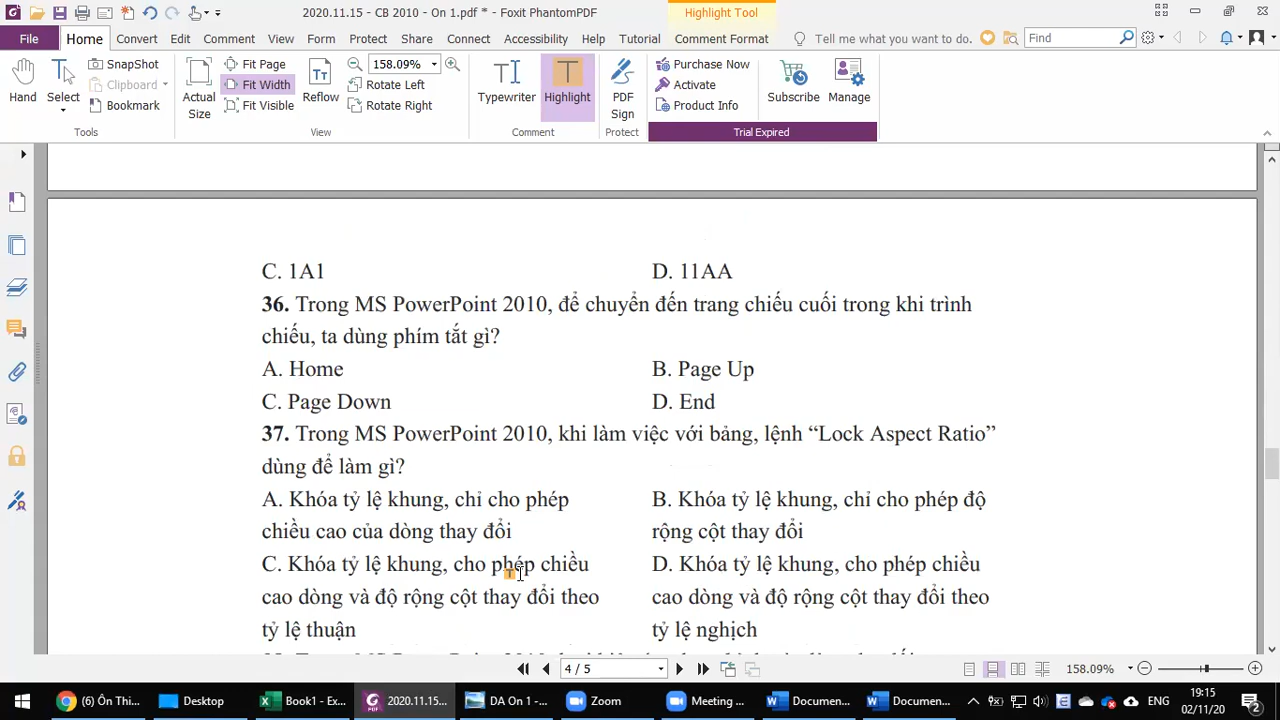 2020.11.15 - CB 2010 - On 1.pdf * - Foxit PhantomPDF
Highlight Tool
File
Home
Convert
Edit
Comment
View
Form
Protect
Share
Connect
Accessibility
Help
Tutorial
Comment Format
Tell me what you want to do.
Find
Hand
Select
SnapShot
Clipboard
Bookmark
Tools
Actual
Size
Fit Page
Fit Width
Fit Visible
Reflow
158.09%
Rotate Left
Rotate Right
View
Typewriter
Highlight
Comment
PDF
Sign
Protect
Purchase Now
Activate
Product Info
Subscribe
Manage
Trial Expired
C. 1A1
D. 11AA
36. Trong MS PowerPoint 2010, để chuyển đến trang chiếu cuối trong khi trình
chiếu, ta dùng phím tắt gì?
A. Home
B. Page Up
C. Page Down
D. End
37. Trong MS PowerPoint 2010, khi làm việc với bảng, lệnh “Lock Aspect Ratio”
dùng để làm gì?
A. Khóa tỷ lệ khung, chỉ cho phép
chiều cao của dòng thay đổi
B. Khóa tỷ lệ khung, chỉ cho phép độ
rộng cột thay đổi
C. Khóa tỷ lệ khung, cho phép chiều
cao dòng và độ rộng cột thay đổi theo
tỷ lệ thuận
D. Khóa tỷ lệ khung, cho phép chiều
cao dòng và độ rộng cột thay đổi theo
tỷ lệ nghịch
4 / 5
158.09%
(6) Ôn Thi...
Desktop
Book1 - Ex...
2020.11.15...
DA On 1 -...
Zoom
Meeting ...
Documen...
Documen...
ENG
19:15
02/11/20
2